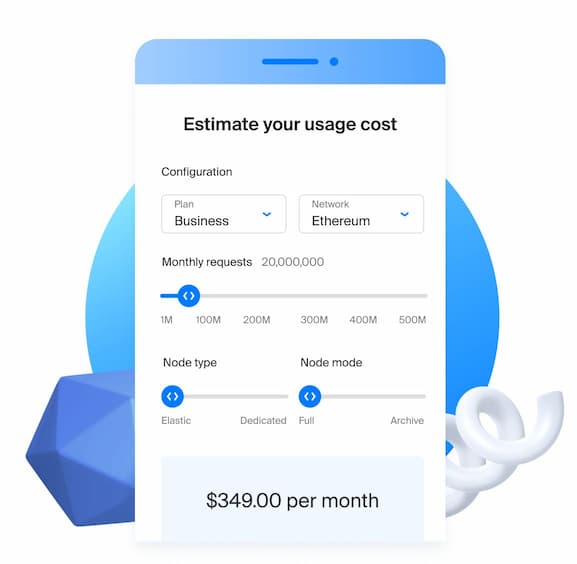 Estimate your usage cost
Configuration
Plan
Business
Network
Ethereum
Monthly requests 20,000,000
1M 100M 200M 300M 400M 500M
Node type
Node mode
Elastic Dedicated
Full Archive
$349.00 per month